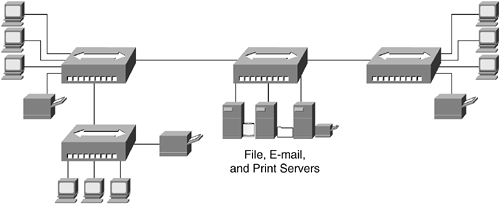 File, E-mail,
and Print Servers